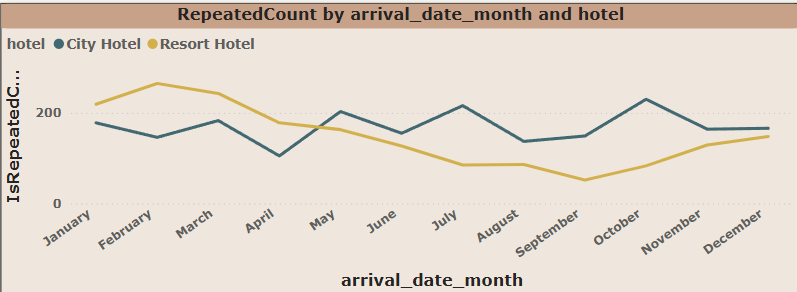 RepeatedCount by arrival_date_month and hotel
hotel City Hotel Resort Hotel
IsRepeatedC...
200
0
January
February
March
April
May
June
July
August
September
October
November
December
arrival_date_month